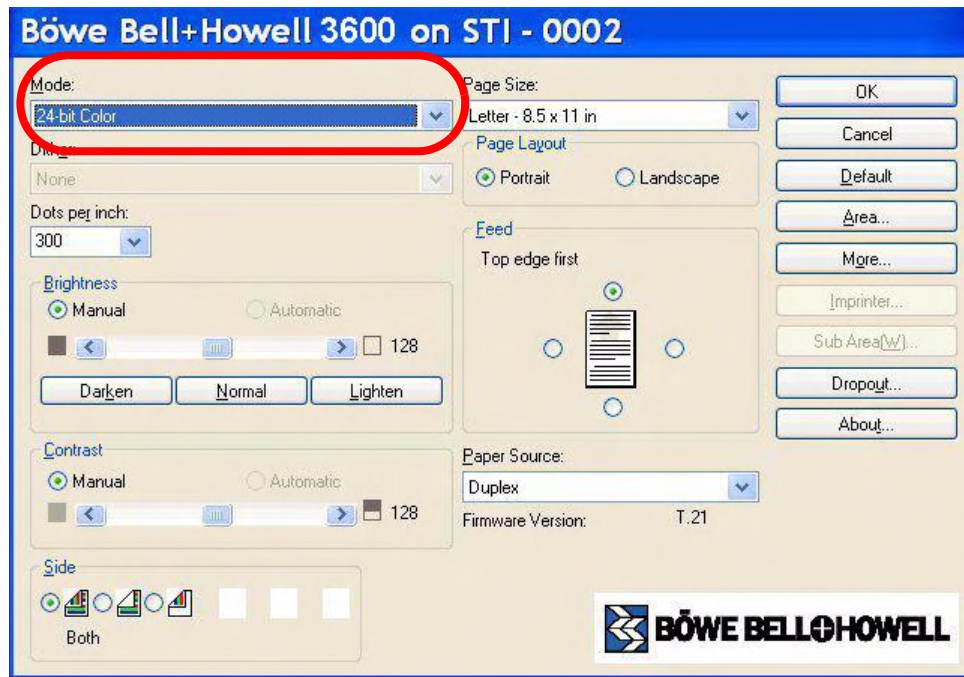 Böwe Bell+Howell 3600 on STI - 0002
Mode:
24-bit Color
Dither:
None
Dots per inch:
300
Brightness
Manual
Automatic
128
Darken
Normal
Lighten
Contrast
Manual
Automatic
128
Side
Both
Page Size:
Letter - 8.5 x 11 in
Page Layout
Portrait
Landscape
Feed
Top edge first
Paper Source:
Duplex
Firmware Version: T.21
OK
Cancel
Default
Area...
More...
Imprinter...
Sub Area(W)...
Dropout...
About...
BÖWE BELL+HOWELL